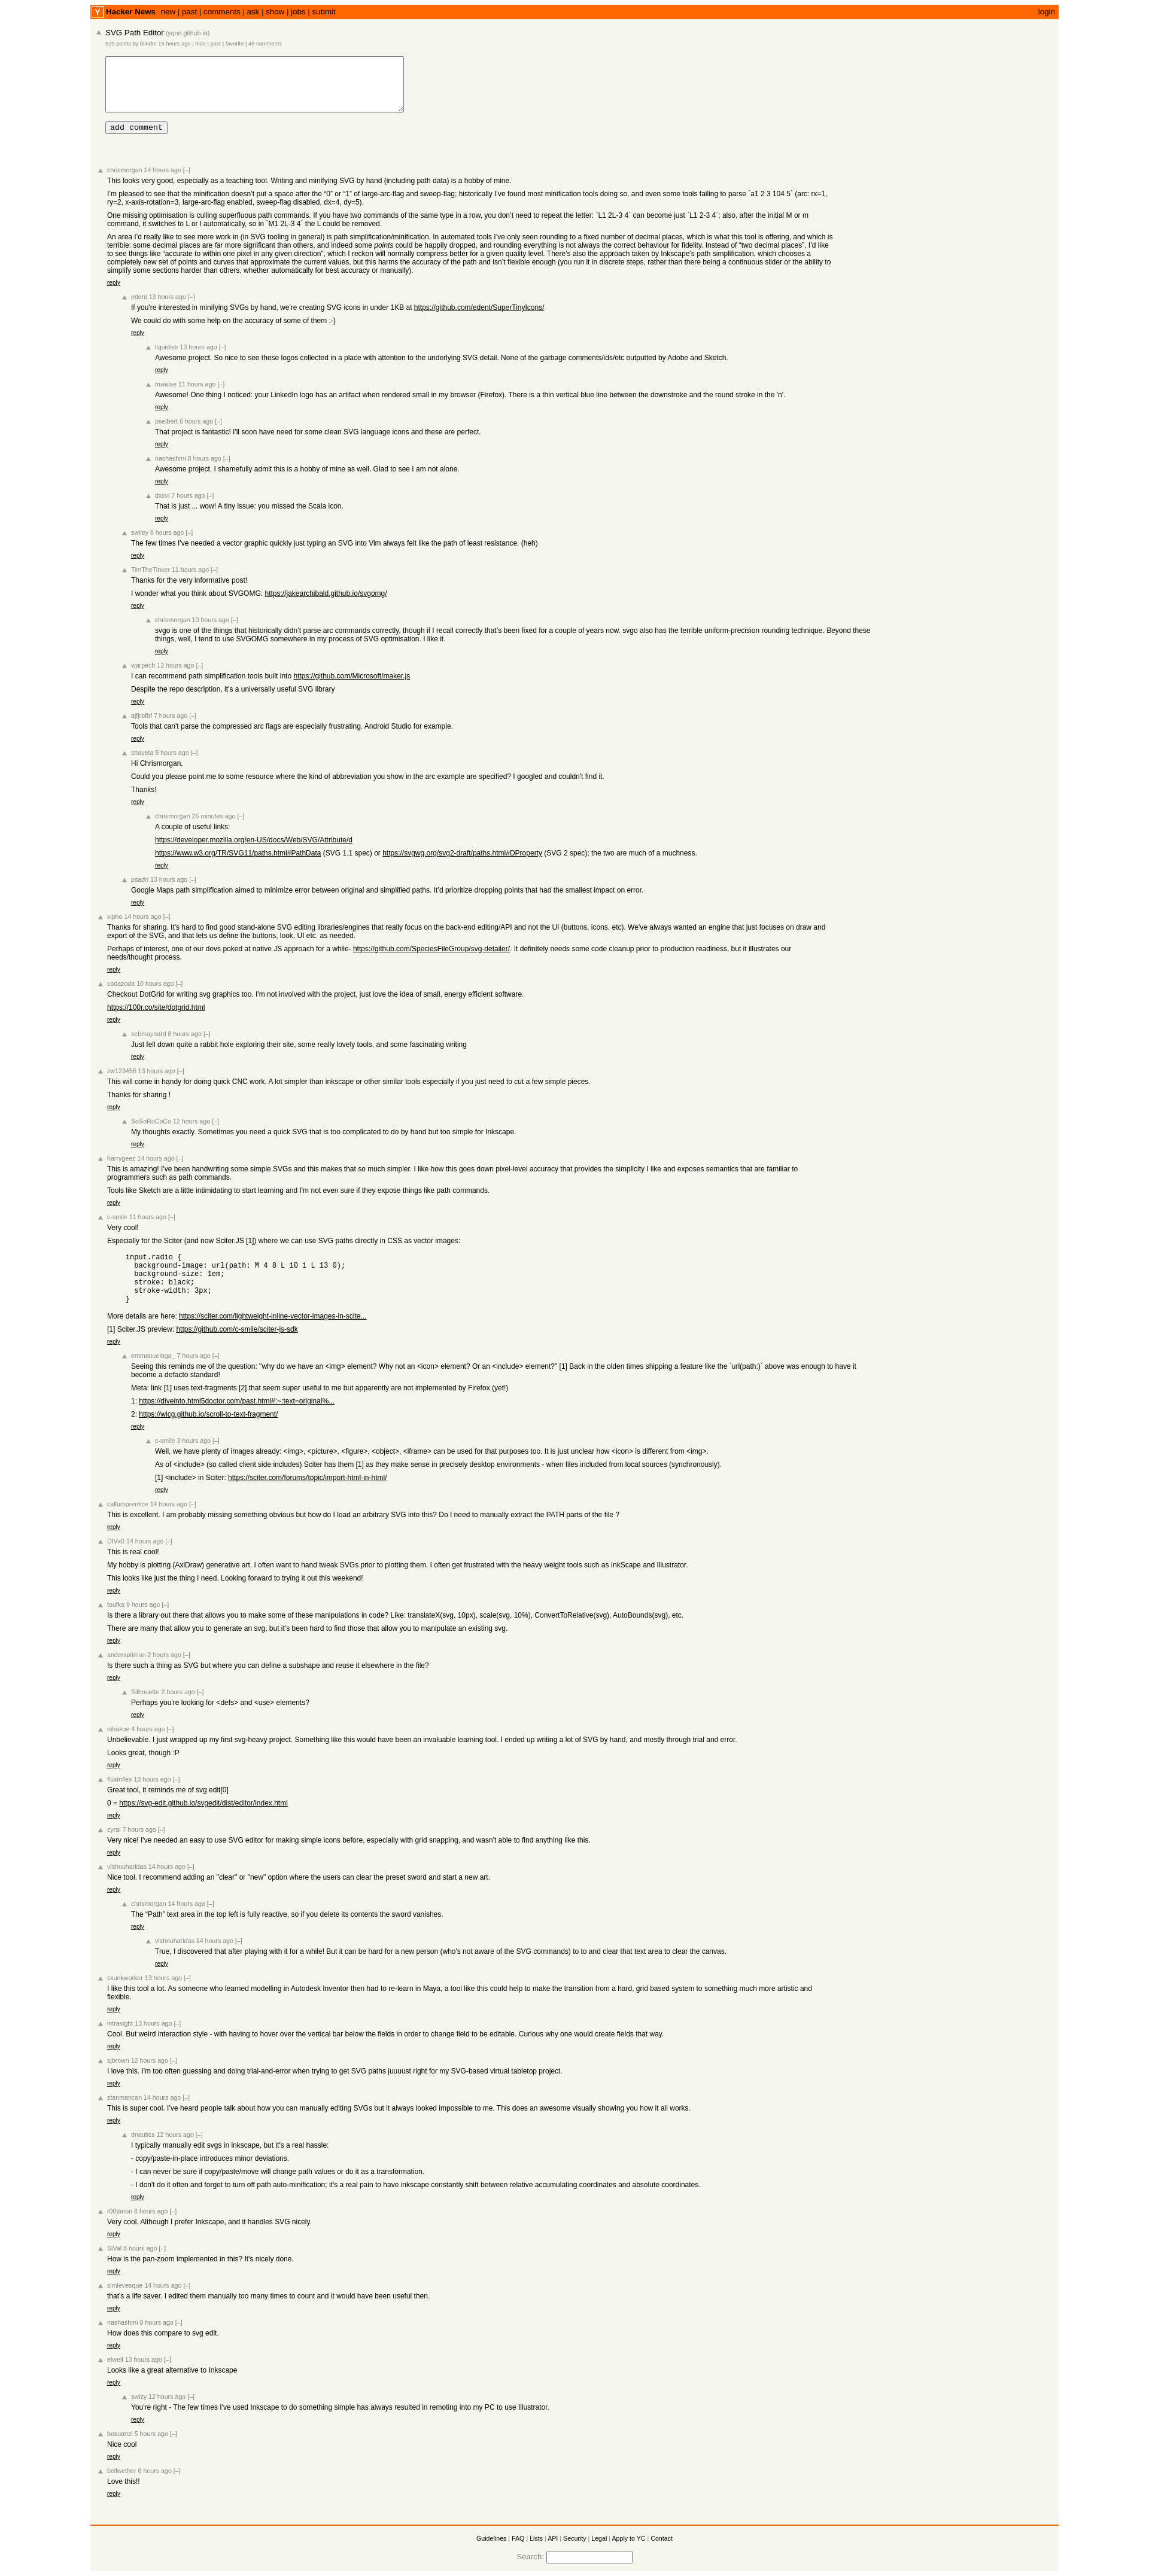 Y Hacker News new | past | comments | ask | show | jobs | submit login
SVG Path Editor (yqnn.github.io)
529 points by blindm 15 hours ago | hide | past | favorite | 48 comments
add comment
chrismorgan 14 hours ago [–]
This looks very good, especially as a teaching tool. Writing and minifying SVG by hand (including path data) is a hobby of mine.
I’m pleased to see that the minification doesn’t put a space after the “0” or “1” of large-arc-flag and sweep-flag; historically I’ve found most minification tools doing so, and even some tools failing to parse `a1 2 3 104 5` (arc: rx=1,
ry=2, x-axis-rotation=3, large-arc-flag enabled, sweep-flag disabled, dx=4, dy=5).
One missing optimisation is culling superfluous path commands. If you have two commands of the same type in a row, you don’t need to repeat the letter: `L1 2L-3 4` can become just `L1 2-3 4`; also, after the initial M or m
command, it switches to L or l automatically, so in `M1 2L-3 4` the L could be removed.
An area I’d really like to see more work in (in SVG tooling in general) is path simplification/minification. In automated tools I’ve only seen rounding to a fixed number of decimal places, which is what this tool is offering, and which is
terrible: some decimal places are far more significant than others, and indeed some points could be happily dropped, and rounding everything is not always the correct behaviour for fidelity. Instead of “two decimal places”, I’d like
to see things like “accurate to within one pixel in any given direction”, which I reckon will normally compress better for a given quality level. There’s also the approach taken by Inkscape's path simplification, which chooses a
completely new set of points and curves that approximate the current values, but this harms the accuracy of the path and isn’t flexible enough (you run it in discrete steps, rather than there being a continuous slider or the ability to
simplify some sections harder than others, whether automatically for best accuracy or manually).
reply
edent 13 hours ago [–]
If you're interested in minifying SVGs by hand, we're creating SVG icons in under 1KB at https://github.com/edent/SuperTinyIcons/
We could do with some help on the accuracy of some of them :-)
reply
liquidise 13 hours ago [–]
Awesome project. So nice to see these logos collected in a place with attention to the underlying SVG detail. None of the garbage comments/ids/etc outputted by Adobe and Sketch.
reply
mawise 11 hours ago [–]
Awesome! One thing I noticed: your LinkedIn logo has an artifact when rendered small in my browser (Firefox). There is a thin vertical blue line between the downstroke and the round stroke in the 'n'.
reply
pselbert 6 hours ago [–]
That project is fantastic! I'll soon have need for some clean SVG language icons and these are perfect.
reply
nashashmi 8 hours ago [–]
Awesome project. I shamefully admit this is a hobby of mine as well. Glad to see I am not alone.
reply
dxxvi 7 hours ago [–]
That is just ... wow! A tiny issue: you missed the Scala icon.
reply
swiley 8 hours ago [–]
The few times I've needed a vector graphic quickly just typing an SVG into Vim always felt like the path of least resistance. (heh)
reply
TimTheTinker 11 hours ago [–]
Thanks for the very informative post!
I wonder what you think about SVGOMG: https://jakearchibald.github.io/svgomg/
reply
chrismorgan 10 hours ago [–]
svgo is one of the things that historically didn’t parse arc commands correctly, though if I recall correctly that’s been fixed for a couple of years now. svgo also has the terrible uniform-precision rounding technique. Beyond these
things, well, I tend to use SVGOMG somewhere in my process of SVG optimisation. I like it.
reply
warpech 12 hours ago [–]
I can recommend path simplification tools built into https://github.com/Microsoft/maker.js
Despite the repo description, it's a universally useful SVG library
reply
7 hours ago [–]
Tools that can't parse the compressed arc flags are especially frustrating. Android Studio for example.
reply
sbayeta 9 hours ago [–]
Hi Chrismorgan,
Could you please point me to some resource where the kind of abbreviation you show in the arc example are specified? I googled and couldn't find it.
Thanks!
reply
chrismorgan 26 minutes ago [–]
A couple of useful links:
https://developer.mozilla.org/en-US/docs/Web/SVG/Attribute/d
https://www.w3.org/TR/SVG11/paths.html#PathData (SVG 1.1 spec) or https://svgwg.org/svg2-draft/paths.html#DProperty (SVG 2 spec); the two are much of a muchness.
reply
psadri 13 hours ago [–]
Google Maps path simplification aimed to minimize error between original and simplified paths. It’d prioritize dropping points that had the smallest impact on error.
reply
xipho 14 hours ago [–]
Thanks for sharing. It's hard to find good stand-alone SVG editing libraries/engines that really focus on the back-end editing/API and not the UI (buttons, icons, etc). We've always wanted an engine that just focuses on draw and
export of the SVG, and that lets us define the buttons, look, UI etc. as needed.
Perhaps of interest, one of our devs poked at native JS approach for a while- https://github.com/SpeciesFileGroup/svg-detailer/. It definitely needs some code cleanup prior to production readiness, but it illustrates our
needs/thought process.
reply
codazoda 10 hours ago [–]
Checkout DotGrid for writing svg graphics too. I'm not involved with the project, just love the idea of small, energy efficient software.
https://100r.co/site/dotgrid.html
reply
sebmaynard 8 hours ago [–]
Just fell down quite a rabbit hole exploring their site, some really lovely tools, and some fascinating writing
reply
zw123456 13 hours ago [–]
This will come in handy for doing quick CNC work. A lot simpler than inkscape or other similar tools especially if you just need to cut a few simple pieces.
Thanks for sharing !
reply
SoSoRoCoCo 12 hours ago [–]
My thoughts exactly. Sometimes you need a quick SVG that is too complicated to do by hand but too simple for Inkscape.
reply
harrygeez 14 hours ago [–]
This is amazing! I've been handwriting some simple SVGs and this makes that so much simpler. I like how this goes down pixel-level accuracy that provides the simplicity I like and exposes semantics that are familiar to
programmers such as path commands.
Tools like Sketch are a little intimidating to start learning and I'm not even sure if they expose things like path commands.
reply
c-smile 11 hours ago [–]
Very cool!
Especially for the Sciter (and now Sciter.JS [1]) where we can use SVG paths directly in CSS as vector images:
input.radio {
background-image: url(path: M 4 8 L 10 1 L 13 0);
background-size: 1em;
stroke: black;
stroke-width: 3px;
}
More details are here: https://sciter.com/lightweight-inline-vector-images-in-scite...
[1] Sciter.JS preview: https://github.com/c-smile/sciter-js-sdk
reply
emmanueloga_ 7 hours ago [–]
Seeing this reminds me of the question: "why do we have an <img> element? Why not an <icon> element? Or an <include> element?" [1] Back in the olden times shipping a feature like the `url(path:)` above was enough to have it
become a defacto standard!
Meta: link [1] uses text-fragments [2] that seem super useful to me but apparently are not implemented by Firefox (yet!)
1: https://diveinto.html5doctor.com/past.html#:~:text=original%...
2: https://wicg.github.io/scroll-to-text-fragment/
reply
c-smile 3 hours ago [–]
Well, we have plenty of images already: <img>, <picture>, <figure>, <object>, <iframe> can be used for that purposes too. It is just unclear how <icon> is different from <img>.
As of <include> (so called client side includes) Sciter has them [1] as they make sense in precisely desktop environments - when files included from local sources (synchronously).
[1] <include> in Sciter: https://sciter.com/forums/topic/import-html-in-html/
reply
callumprentice 14 hours ago [–]
This is excellent. I am probably missing something obvious but how do I load an arbitrary SVG into this? Do I need to manually extract the PATH parts of the file ?
reply
DIVx0 14 hours ago [–]
This is real cool!
My hobby is plotting (AxiDraw) generative art. I often want to hand tweak SVGs prior to plotting them. I often get frustrated with the heavy weight tools such as InkScape and Illustrator.
This looks like just the thing I need. Looking forward to trying it out this weekend!
reply
toufka 9 hours ago [–]
Is there a library out there that allows you to make some of these manipulations in code? Like: translateX(svg, 10px), scale(svg, 10%), ConvertToRelative(svg), AutoBounds(svg), etc.
There are many that allow you to generate an svg, but it's been hard to find those that allow you to manipulate an existing svg.
reply
anderspitman 2 hours ago [–]
Is there such a thing as SVG but where you can define a subshape and reuse it elsewhere in the file?
reply
Silhouette 2 hours ago [–]
Perhaps you're looking for <defs> and <use> elements?
reply
nihakue 4 hours ago [–]
Unbelievable. I just wrapped up my first svg-heavy project. Something like this would have been an invaluable learning tool. I ended up writing a lot of SVG by hand, and mostly through trial and error.
Looks great, though :P
reply
fluxinflex 13 hours ago [–]
Great tool, it reminds me of svg edit[0]
0 = https://svg-edit.github.io/svgedit/dist/editor/index.html
reply
cyral 7 hours ago [–]
Very nice! I've needed an easy to use SVG editor for making simple icons before, especially with grid snapping, and wasn't able to find anything like this.
reply
vishnuharidas 14 hours ago [–]
Nice tool. I recommend adding an "clear" or "new" option where the users can clear the preset sword and start a new art.
reply
chrismorgan 14 hours ago [–]
The “Path” text area in the top left is fully reactive, so if you delete its contents the sword vanishes.
reply
vishnuharidas 14 hours ago [–]
True, I discovered that after playing with it for a while! But it can be hard for a new person (who's not aware of the SVG commands) to to and clear that text area to clear the canvas.
reply
skunkworker 13 hours ago [–]
I like this tool a lot. As someone who learned modelling in Autodesk Inventor then had to re-learn in Maya, a tool like this could help to make the transition from a hard, grid based system to something much more artistic and
flexible.
reply
intrasight 13 hours ago [–]
Cool. But weird interaction style - with having to hover over the vertical bar below the fields in order to change field to be editable. Curious why one would create fields that way.
reply
sjbrown 12 hours ago [–]
I love this. I'm too often guessing and doing trial-and-error when trying to get SVG paths juuuust right for my SVG-based virtual tabletop project.
reply
stanmancan 14 hours ago [–]
This is super cool. I've heard people talk about how you can manually editing SVGs but it always looked impossible to me. This does an awesome visually showing you how it all works.
reply
dnautics 12 hours ago [–]
I typically manually edit svgs in inkscape, but it's a real hassle:
- copy/paste-in-place introduces minor deviations.
- I can never be sure if copy/paste/move will change path values or do it as a transformation.
- I don't do it often and forget to turn off path auto-minification; it's a real pain to have inkscape constantly shift between relative accumulating coordinates and absolute coordinates.
reply
r00tanon 8 hours ago [–]
Very cool. Although I prefer Inkscape, and it handles SVG nicely.
reply
SiVal 8 hours ago [–]
How is the pan-zoom implemented in this? It's nicely done.
reply
simlevesque 14 hours ago [–]
that's a life saver. I edited them manually too many times to count and it would have been useful then.
reply
nashashmi 8 hours ago [–]
How does this compare to svg edit.
reply
elwell 13 hours ago [–]
Looks like a great alternative to Inkscape
reply
swizy 12 hours ago [–]
You're right - The few times I've used Inkscape to do something simple has always resulted in remoting into my PC to use Illustrator.
reply
bosuanzi 5 hours ago [–]
Nice cool
reply
bellwether 6 hours ago [–]
Love this!!
reply
Guidelines | FAQ | Lists | API | Security | Legal | Apply to YC | Contact
Search: